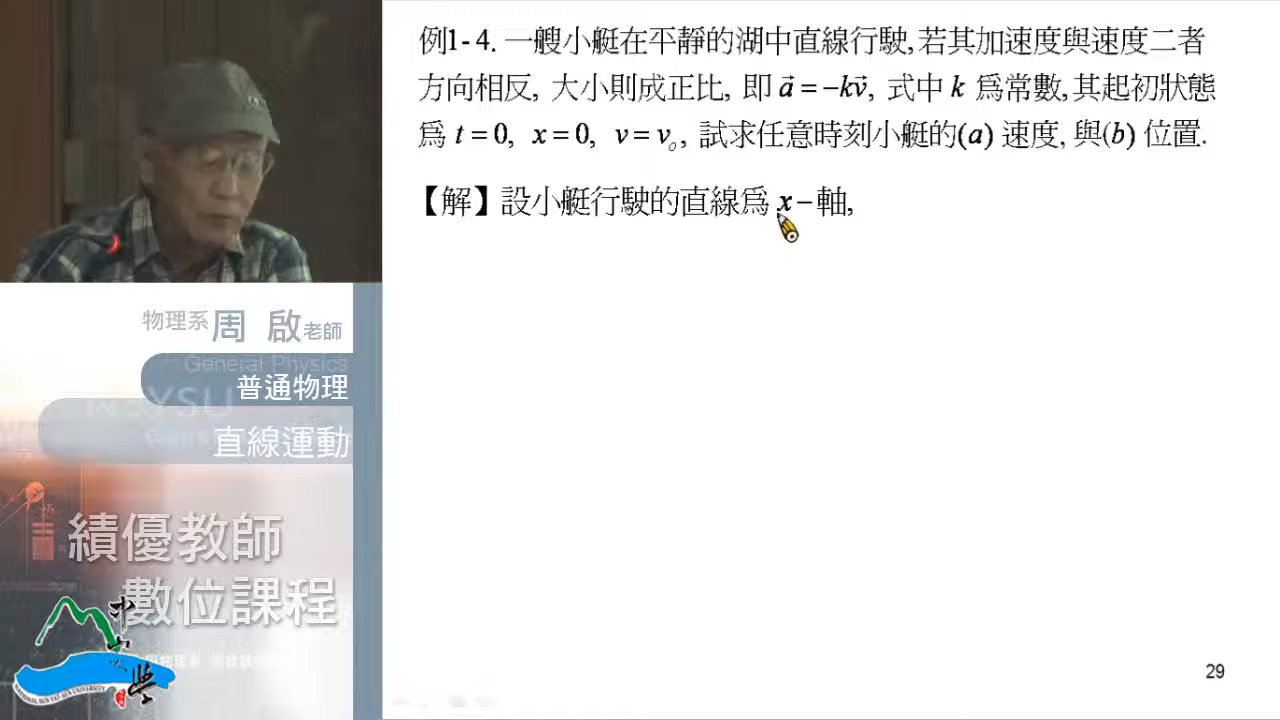 例1-4. 一艘小艇在平靜的湖中直線行駛, 若其加速度與速度二者
方向相反, 大小則成正比, 即 a⃗ = −kv⃗, 式中 k 爲常數, 其起初狀態
爲 t = 0, x = 0, v = vₒ, 試求任意時刻小艇的(a) 速度, 與(b) 位置.
【解】設小艇行駛的直線爲 x − 軸,
物理系周 啟老師
General Physics
普通物理
直線運動
績優教師
數位課程
29